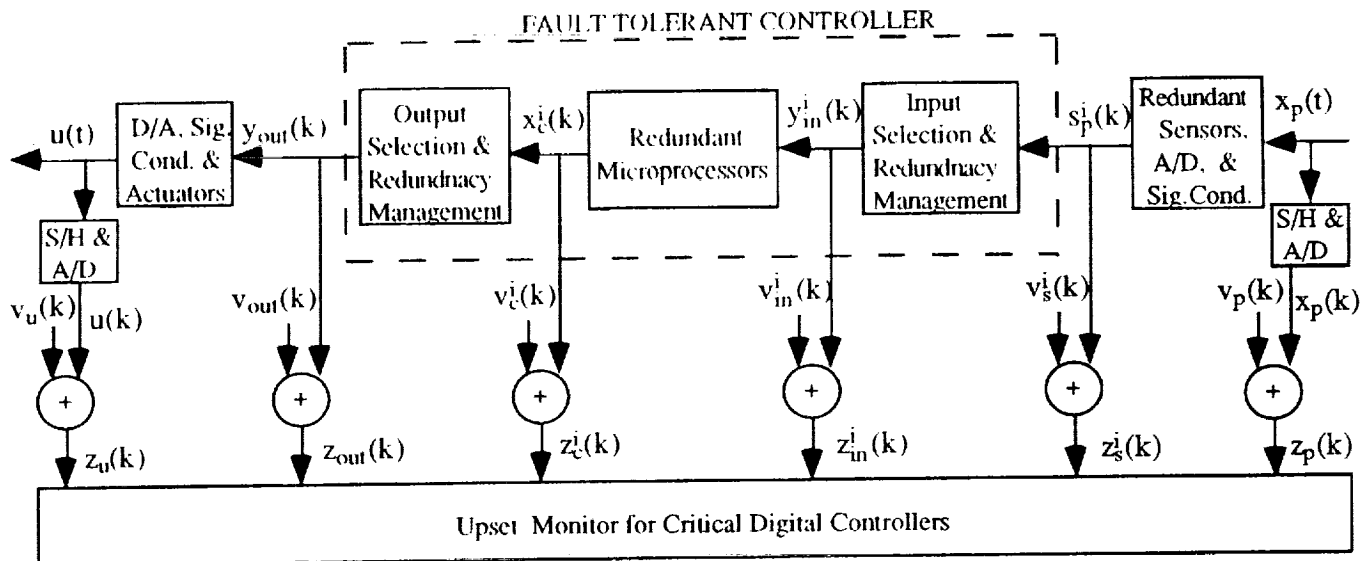 FAULT TOLERANT CONTROLLER
u(t)
D/A, Sig.
Cond. &
Actuators
y_out(k)
Output
Selection &
Redundnacy
Management
x_c^i(k)
Redundant
Microprocessors
y_in^i(k)
Input
Selection &
Redundnacy
Management
s_p^i(k)
Redundant
Sensors,
A/D, &
Sig.Cond.
x_p(t)
S/H &
A/D
S/H &
A/D
v_u(k)
u(k)
v_out(k)
v_c^i(k)
v_in^i(k)
v_s^i(k)
v_p(k)
x_p(k)
+
+
+
+
+
+
z_u(k)
z_out(k)
z_c^i(k)
z_in^i(k)
z_s^i(k)
z_p(k)
Upset Monitor for Critical Digital Controllers